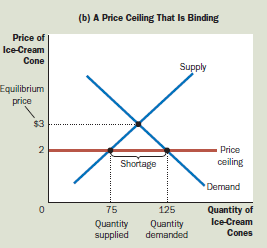 (b) A Price Ceiling That Is Binding
Price of
Ice-Cream
Cone
Supply
Equilibrium
price
$3
2
Shortage
Price
ceiling
Demand
0
75
125
Quantity of
Ice-Cream
Cones
Quantity
supplied
Quantity
demanded